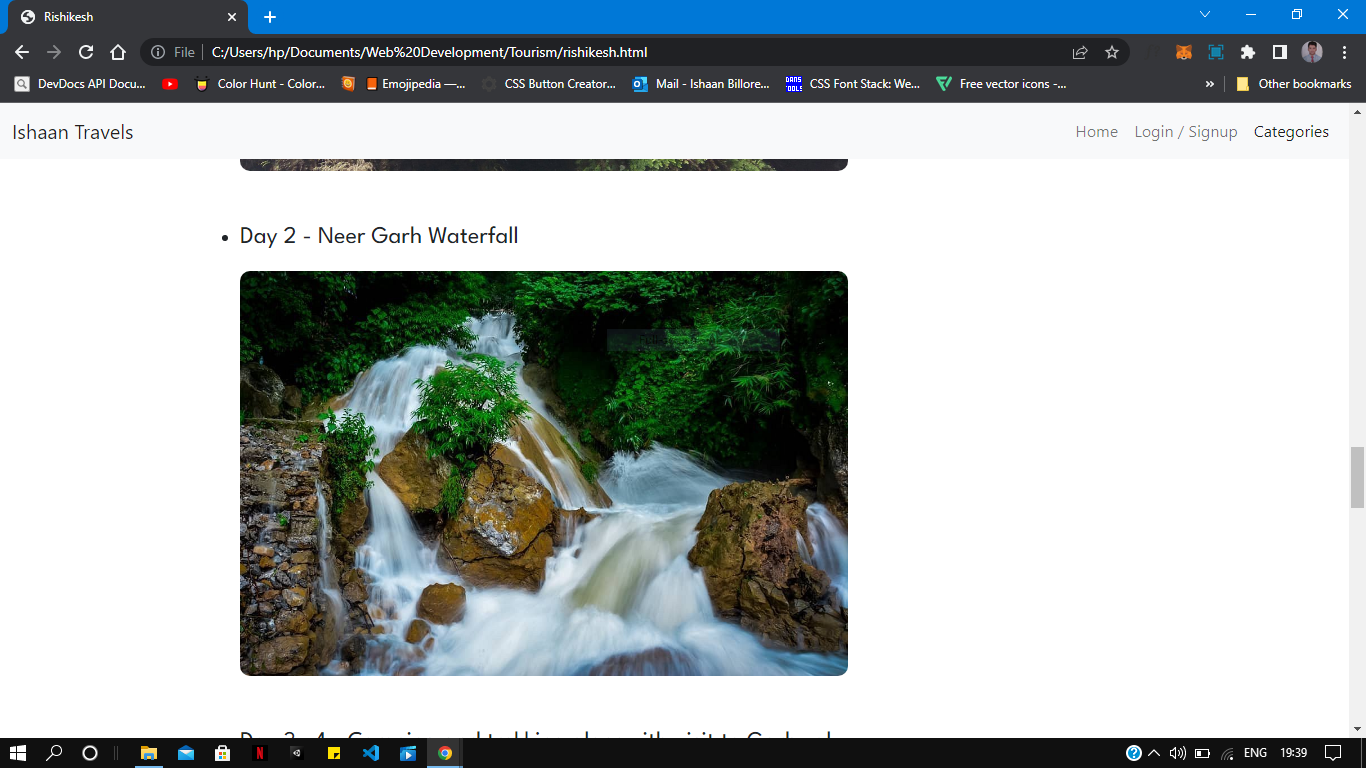 Rishikesh
File
C:/Users/hp/Documents/Web%20Development/Tourism/rishikesh.html
DevDocs API Docu...
Color Hunt - Color...
Emojipedia —...
CSS Button Creator...
Mail - Ishaan Billore...
DANS TOOLS
CSS Font Stack: We...
Free vector icons -...
»
Other bookmarks
Ishaan Travels
Home
Login / Signup
Categories
• Day 2 - Neer Garh Waterfall
ENG
19:39